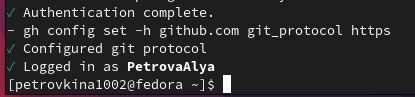 ✓ Authentication complete.
- gh config set -h github.com git_protocol https
✓ Configured git protocol
✓ Logged in as PetrovaAlya
[petrovkina1002@fedora ~]$